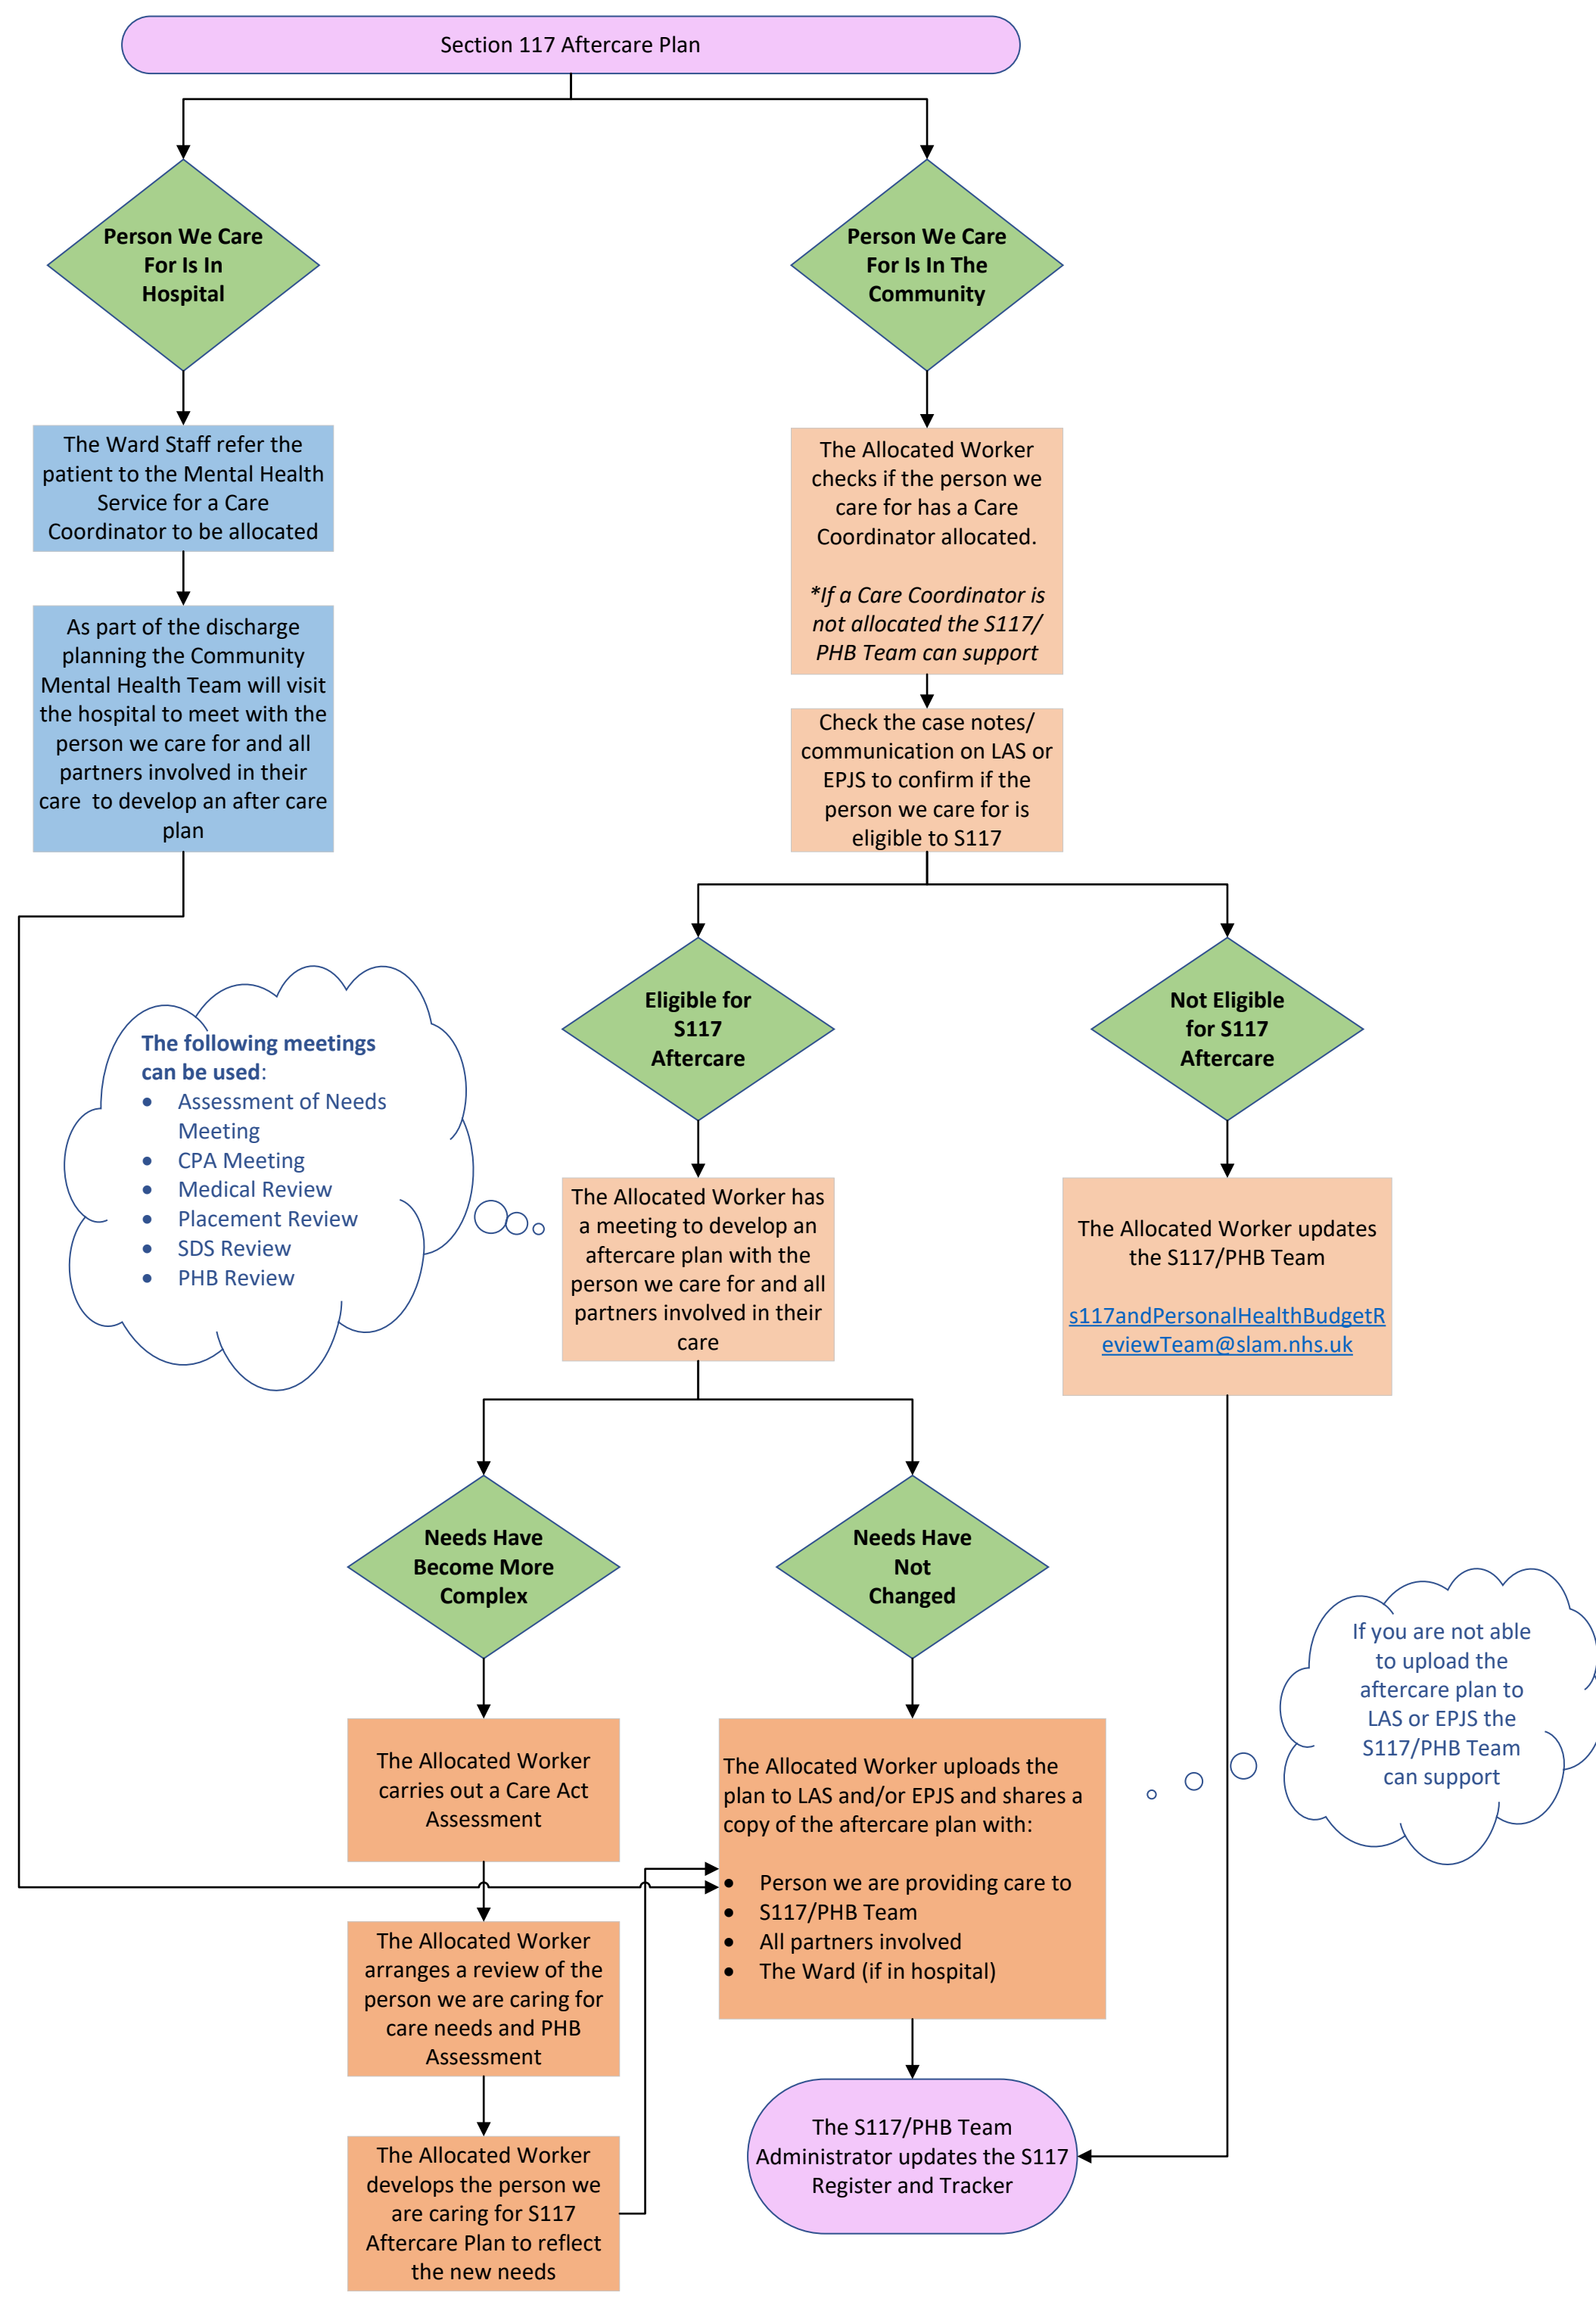 Section 117 Aftercare Plan
Person We Care
For Is In
Hospital
Person We Care
For Is In The
Community
The Ward Staff refer the
patient to the Mental Health
Service for a Care
Coordinator to be allocated
As part of the discharge
planning the Community
Mental Health Team will visit
the hospital to meet with the
person we care for and all
partners involved in their
care to develop an after care
plan
The Allocated Worker
checks if the person we
care for has a Care
Coordinator allocated.
*If a Care Coordinator is
not allocated the S117/
PHB Team can support
Check the case notes/
communication on LAS or
EPJS to confirm if the
person we care for is
eligible to S117
Eligible for
S117
Aftercare
Not Eligible
for S117
Aftercare
The following meetings
can be used:
• Assessment of Needs
Meeting
• CPA Meeting
• Medical Review
• Placement Review
• SDS Review
• PHB Review
The Allocated Worker has
a meeting to develop an
aftercare plan with the
person we care for and all
partners involved in their
care
The Allocated Worker updates
the S117/PHB Team
s117andPersonalHealthBudgetR
eviewTeam@slam.nhs.uk
Needs Have
Become More
Complex
Needs Have
Not
Changed
If you are not able
to upload the
aftercare plan to
LAS or EPJS the
S117/PHB Team
can support
The Allocated Worker
carries out a Care Act
Assessment
The Allocated Worker uploads the
plan to LAS and/or EPJS and shares a
copy of the aftercare plan with:
• Person we are providing care to
• S117/PHB Team
• All partners involved
• The Ward (if in hospital)
The Allocated Worker
arranges a review of the
person we are caring for
care needs and PHB
Assessment
The Allocated Worker
develops the person we
are caring for S117
Aftercare Plan to reflect
the new needs
The S117/PHB Team
Administrator updates the S117
Register and Tracker